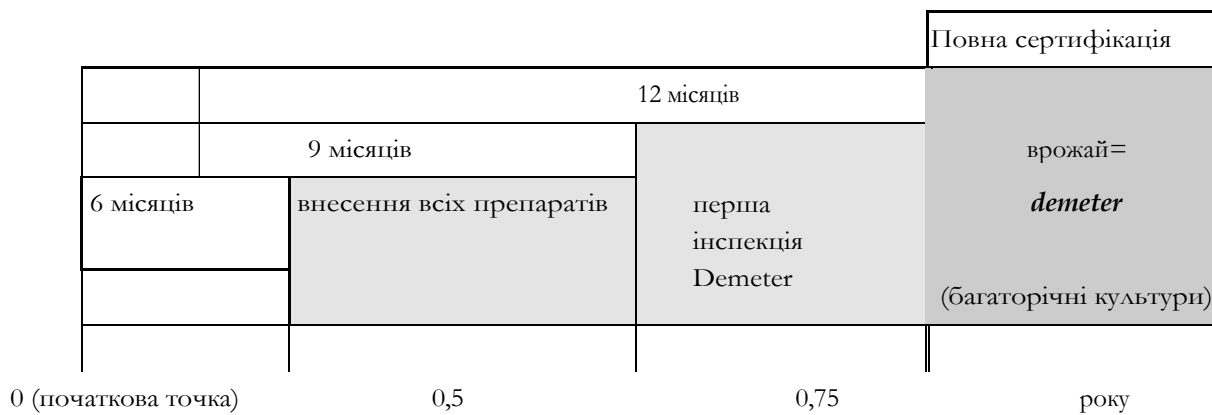 Повна сертифікація
12 місяців
9 місяців
врожай=
6 місяців
внесення всіх препаратів
перша
інспекція
Demeter
demeter
(багаторічні культури)
0 (початкова точка)
0,5
0,75
року